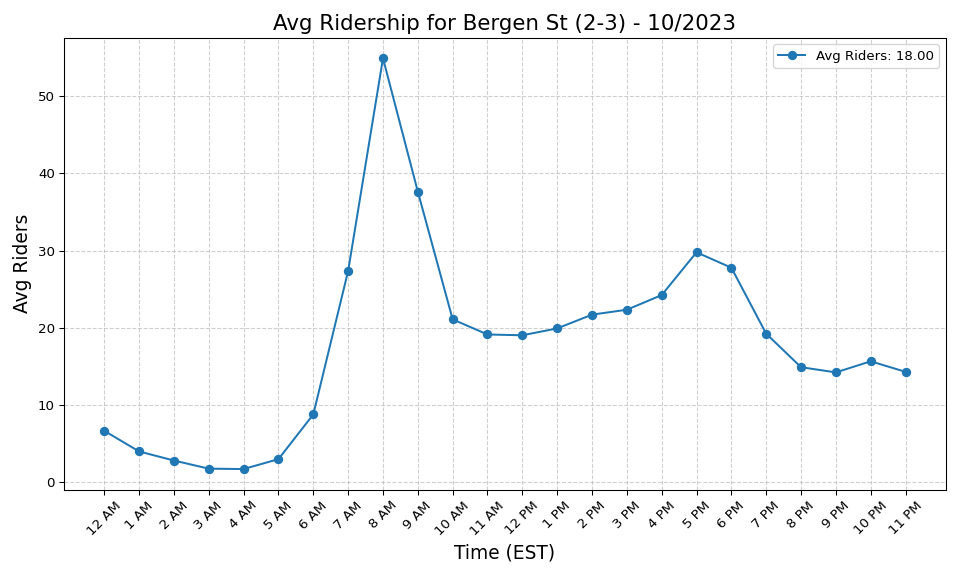 Avg Ridership for Bergen St (2-3) - 10/2023
Avg Riders: 18.00
Avg Riders
50
40
30
20
10
0
12 AM 1 AM 2 AM 3 AM 4 AM 5 AM 6 AM 7 AM 8 AM 9 AM 10 AM 11 AM 12 PM 1 PM 2 PM 3 PM 4 PM 5 PM 6 PM 7 PM 8 PM 9 PM 10 PM 11 PM
Time (EST)